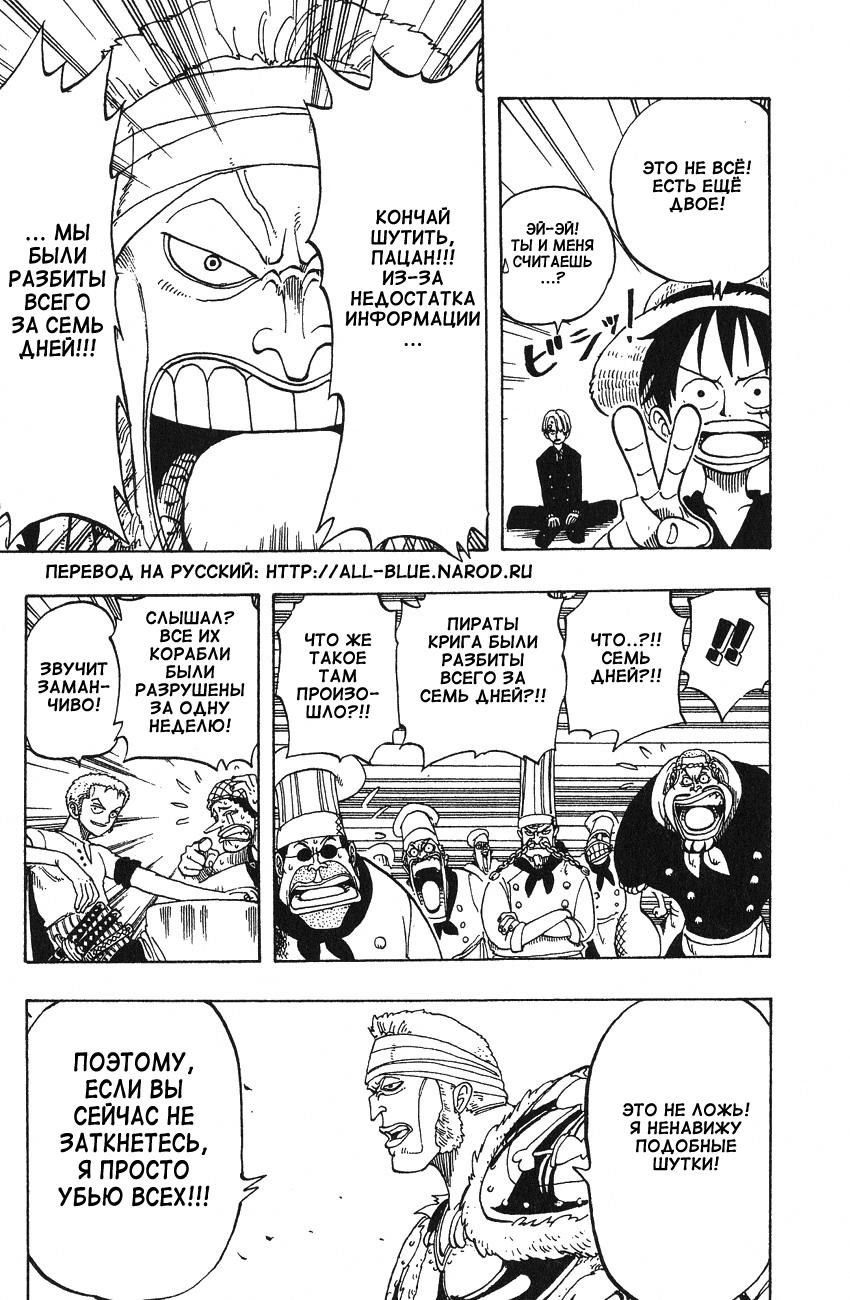 ЭТО НЕ ВСЁ!
ЕСТЬ ЕЩЁ
ДВОЕ!
ЭЙ-ЭЙ!
ТЫ И МЕНЯ
СЧИТАЕШЬ
...?
ビシッ!
КОНЧАЙ
ШУТИТЬ,
ПАЦАН!!!
ИЗ-ЗА
НЕДОСТАТКА
ИНФОРМАЦИИ
...
... МЫ
БЫЛИ
РАЗБИТЫ
ВСЕГО
ЗА СЕМЬ
ДНЕЙ!!!
ПЕРЕВОД НА РУССКИЙ: HTTP://ALL-BLUE.NAROD.RU
!!
ЧТО..?!!
СЕМЬ
ДНЕЙ?!!
ПИРАТЫ
КРИГА БЫЛИ
РАЗБИТЫ
ВСЕГО ЗА
СЕМЬ ДНЕЙ?!!
ЧТО ЖЕ
ТАКОЕ
ТАМ
ПРОИЗО-
ШЛО?!!
СЛЫШАЛ?
ВСЕ ИХ
КОРАБЛИ
БЫЛИ
РАЗРУШЕНЫ
ЗА ОДНУ
НЕДЕЛЮ!
ЗВУЧИТ
ЗАМАН-
ЧИВО!
ЭТО НЕ ЛОЖЬ!
Я НЕНАВИЖУ
ПОДОБНЫЕ
ШУТКИ!
ПОЭТОМУ,
ЕСЛИ ВЫ
СЕЙЧАС НЕ
ЗАТКНЕТЕСЬ,
Я ПРОСТО
УБЬЮ ВСЕХ!!!